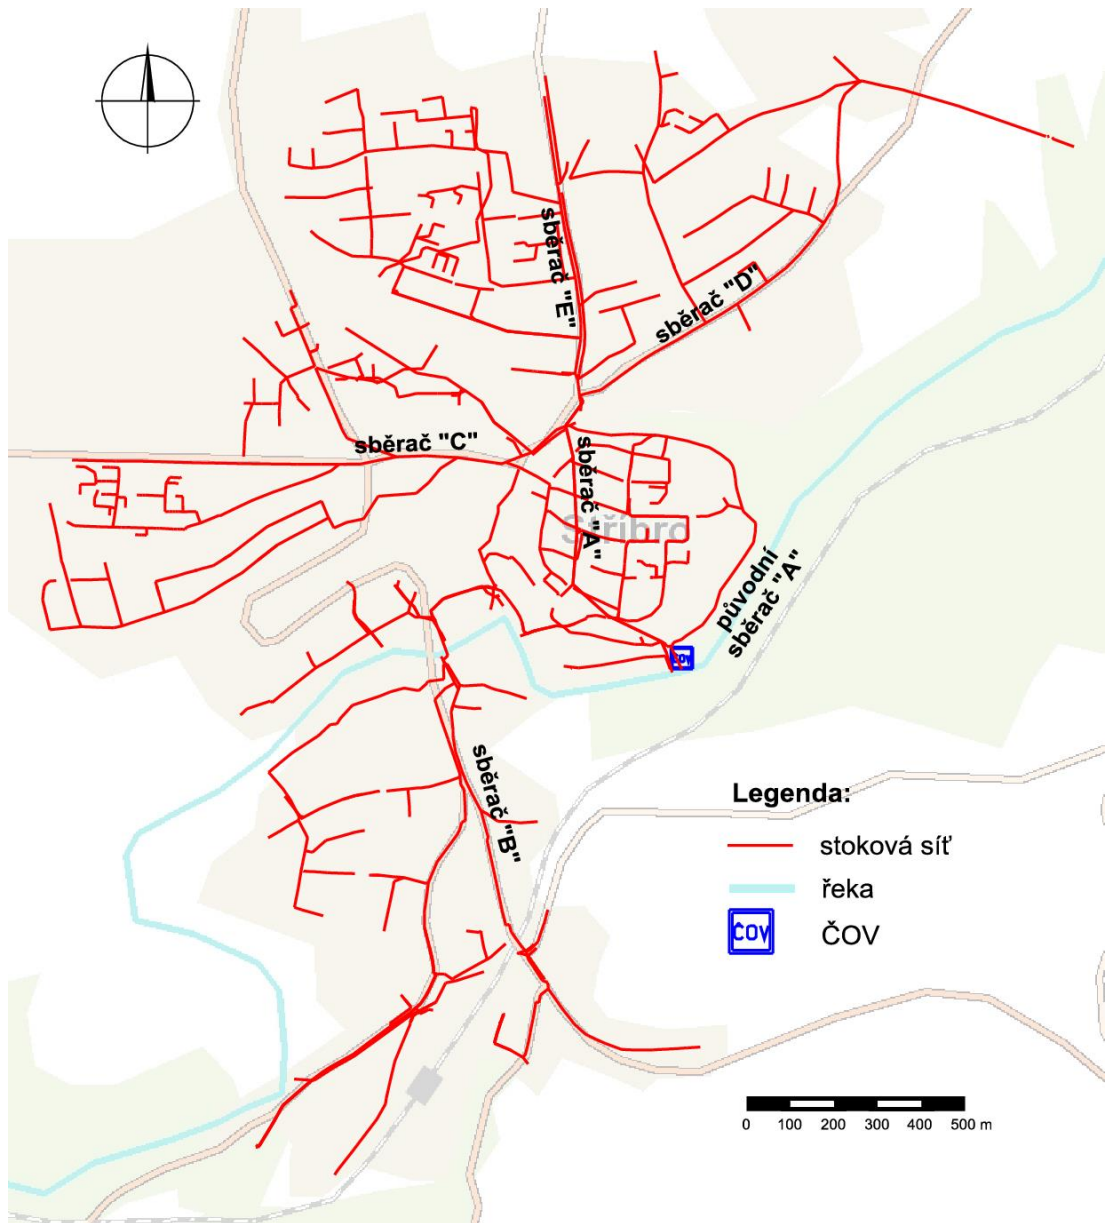 sběrač "E"
sběrač "D"
sběrač "C"
sběrač "A"
Stříbro
původní
sběrač "A"
ČOV
sběrač "B"
Legenda:
stoková síť
řeka
ČOV
ČOV
0 100 200 300 400 500 m